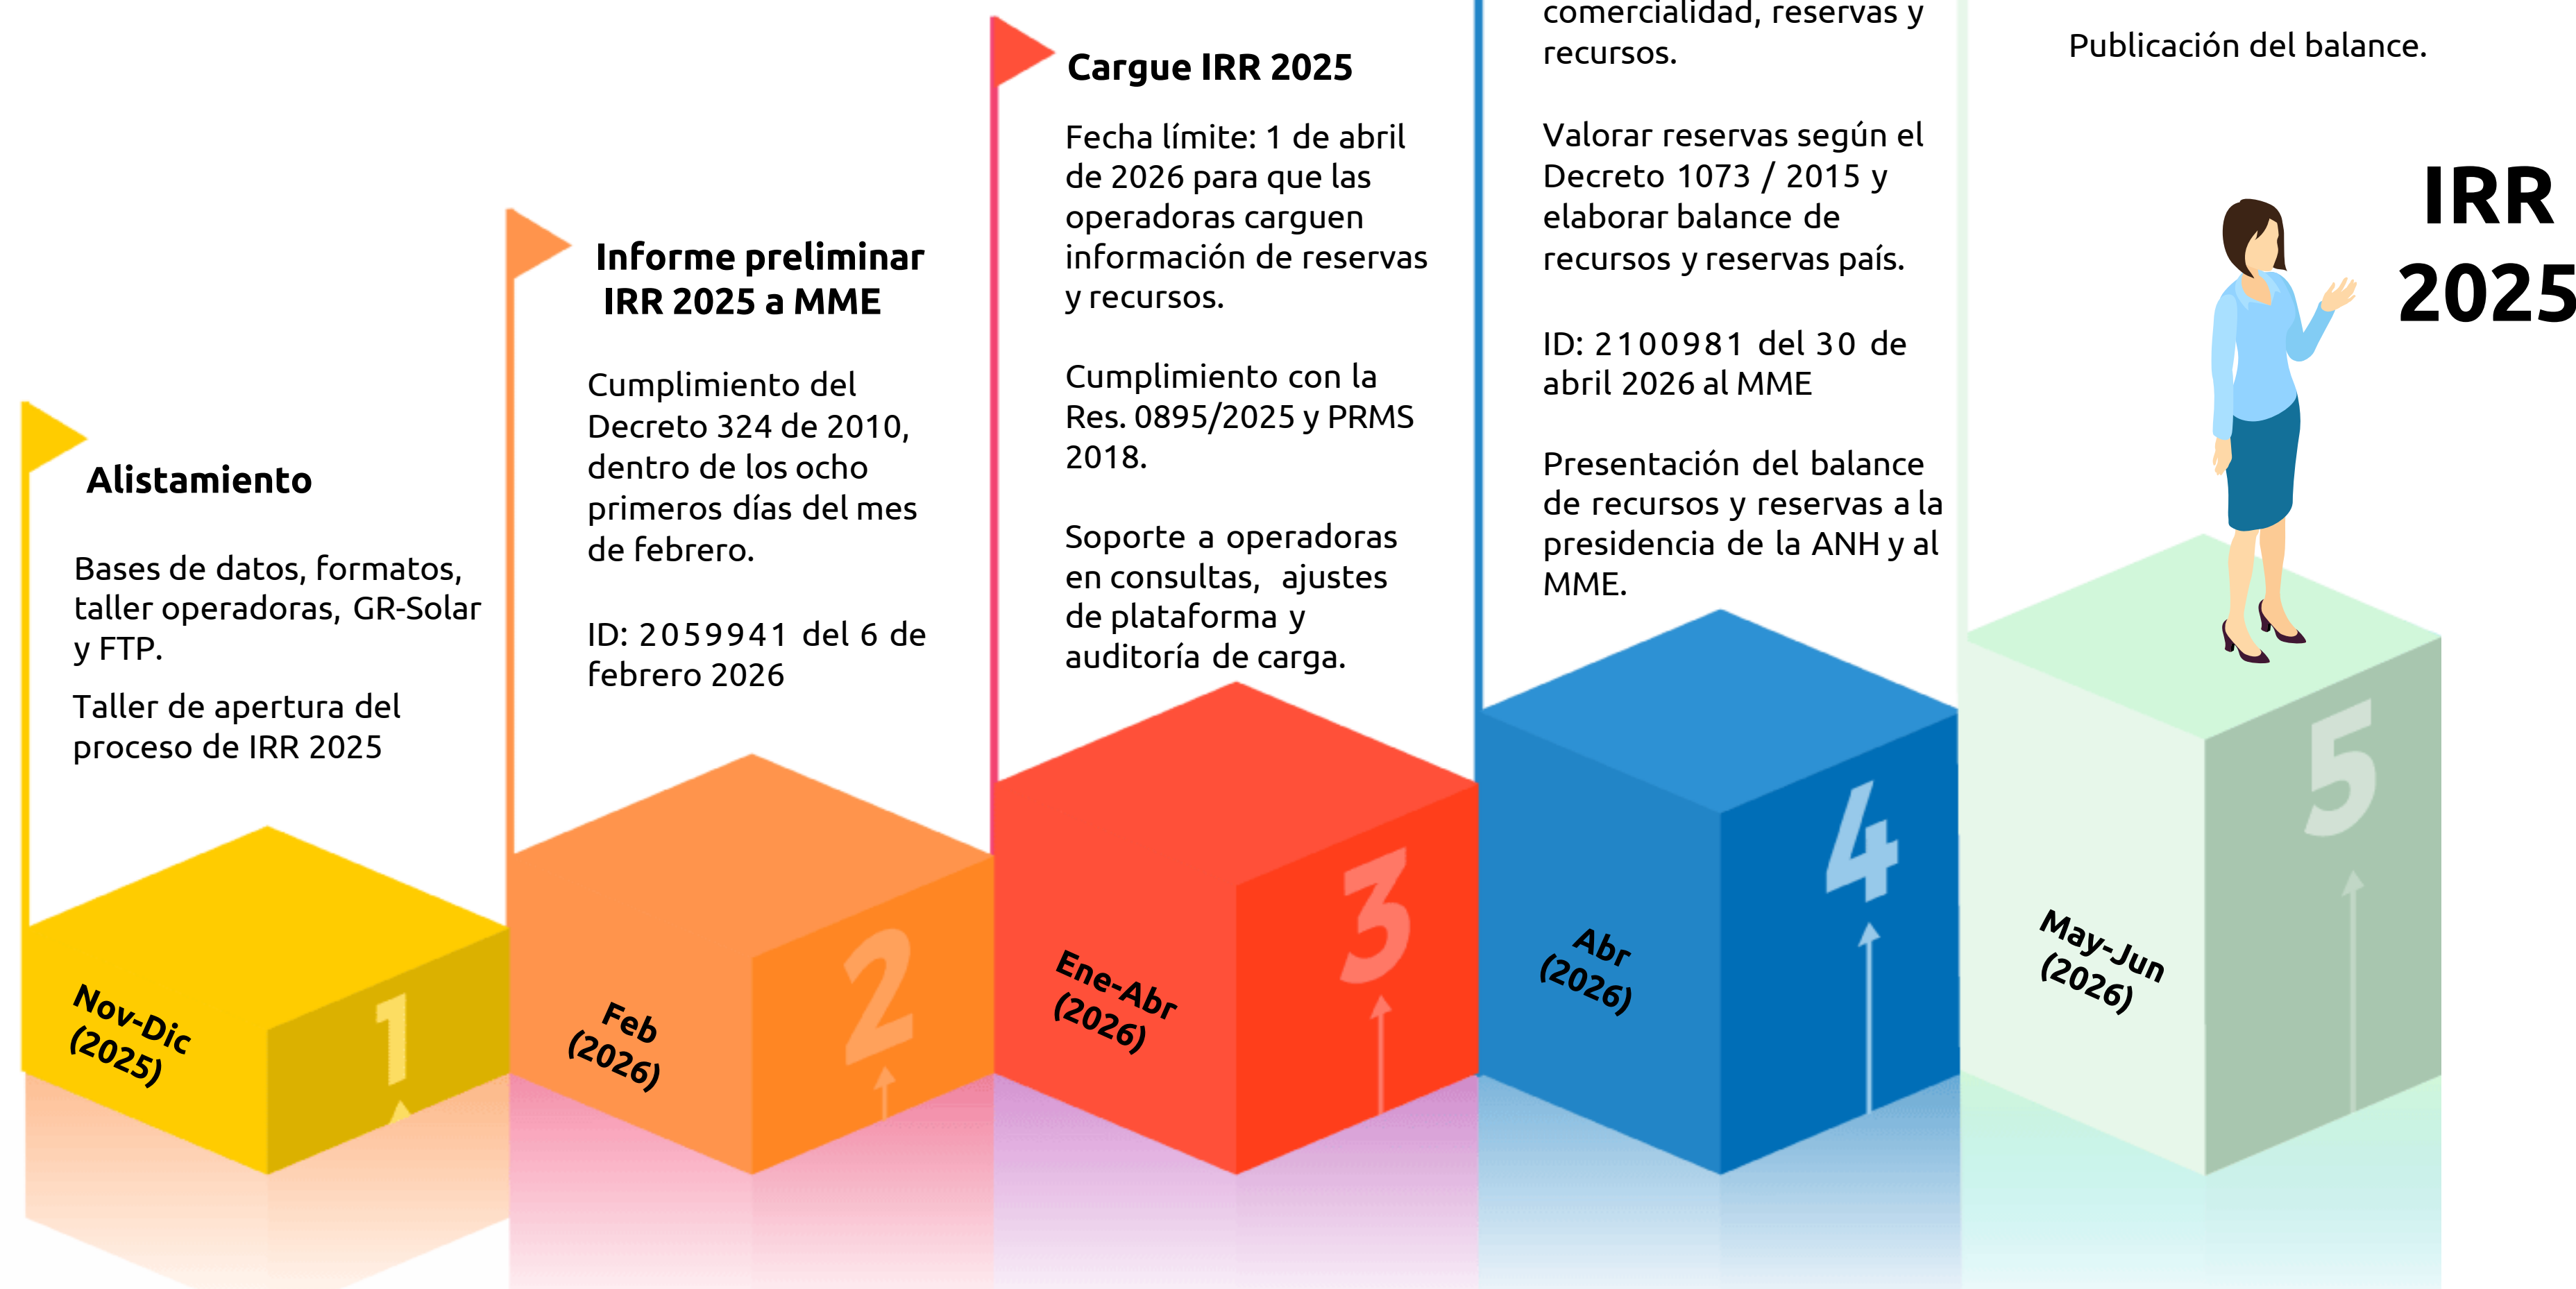 Alistamiento
Bases de datos, formatos,
taller operadoras, GR-Solar
y FTP.
Taller de apertura del
proceso de IRR 2025
Nov-Dic
(2025)
1
Informe preliminar
IRR 2025 a MME
Cumplimiento del
Decreto 324 de 2010,
dentro de los ocho
primeros días del mes
de febrero.
ID: 2059941 del 6 de
febrero 2026
Feb
(2026)
2
Cargue IRR 2025
Fecha límite: 1 de abril
de 2026 para que las
operadoras carguen
información de reservas
y recursos.
Cumplimiento con la
Res. 0895/2025 y PRMS
2018.
Soporte a operadoras
en consultas, ajustes
de plataforma y
auditoría de carga.
Ene-Abr
(2026)
3
comercialidad, reservas y
recursos.
Valorar reservas según el
Decreto 1073 / 2015 y
elaborar balance de
recursos y reservas país.
ID: 2100981 del 30 de
abril 2026 al MME
Presentación del balance
de recursos y reservas a la
presidencia de la ANH y al
MME.
Abr
(2026)
4
Publicación del balance.
IRR
2025
May-Jun
(2026)
5